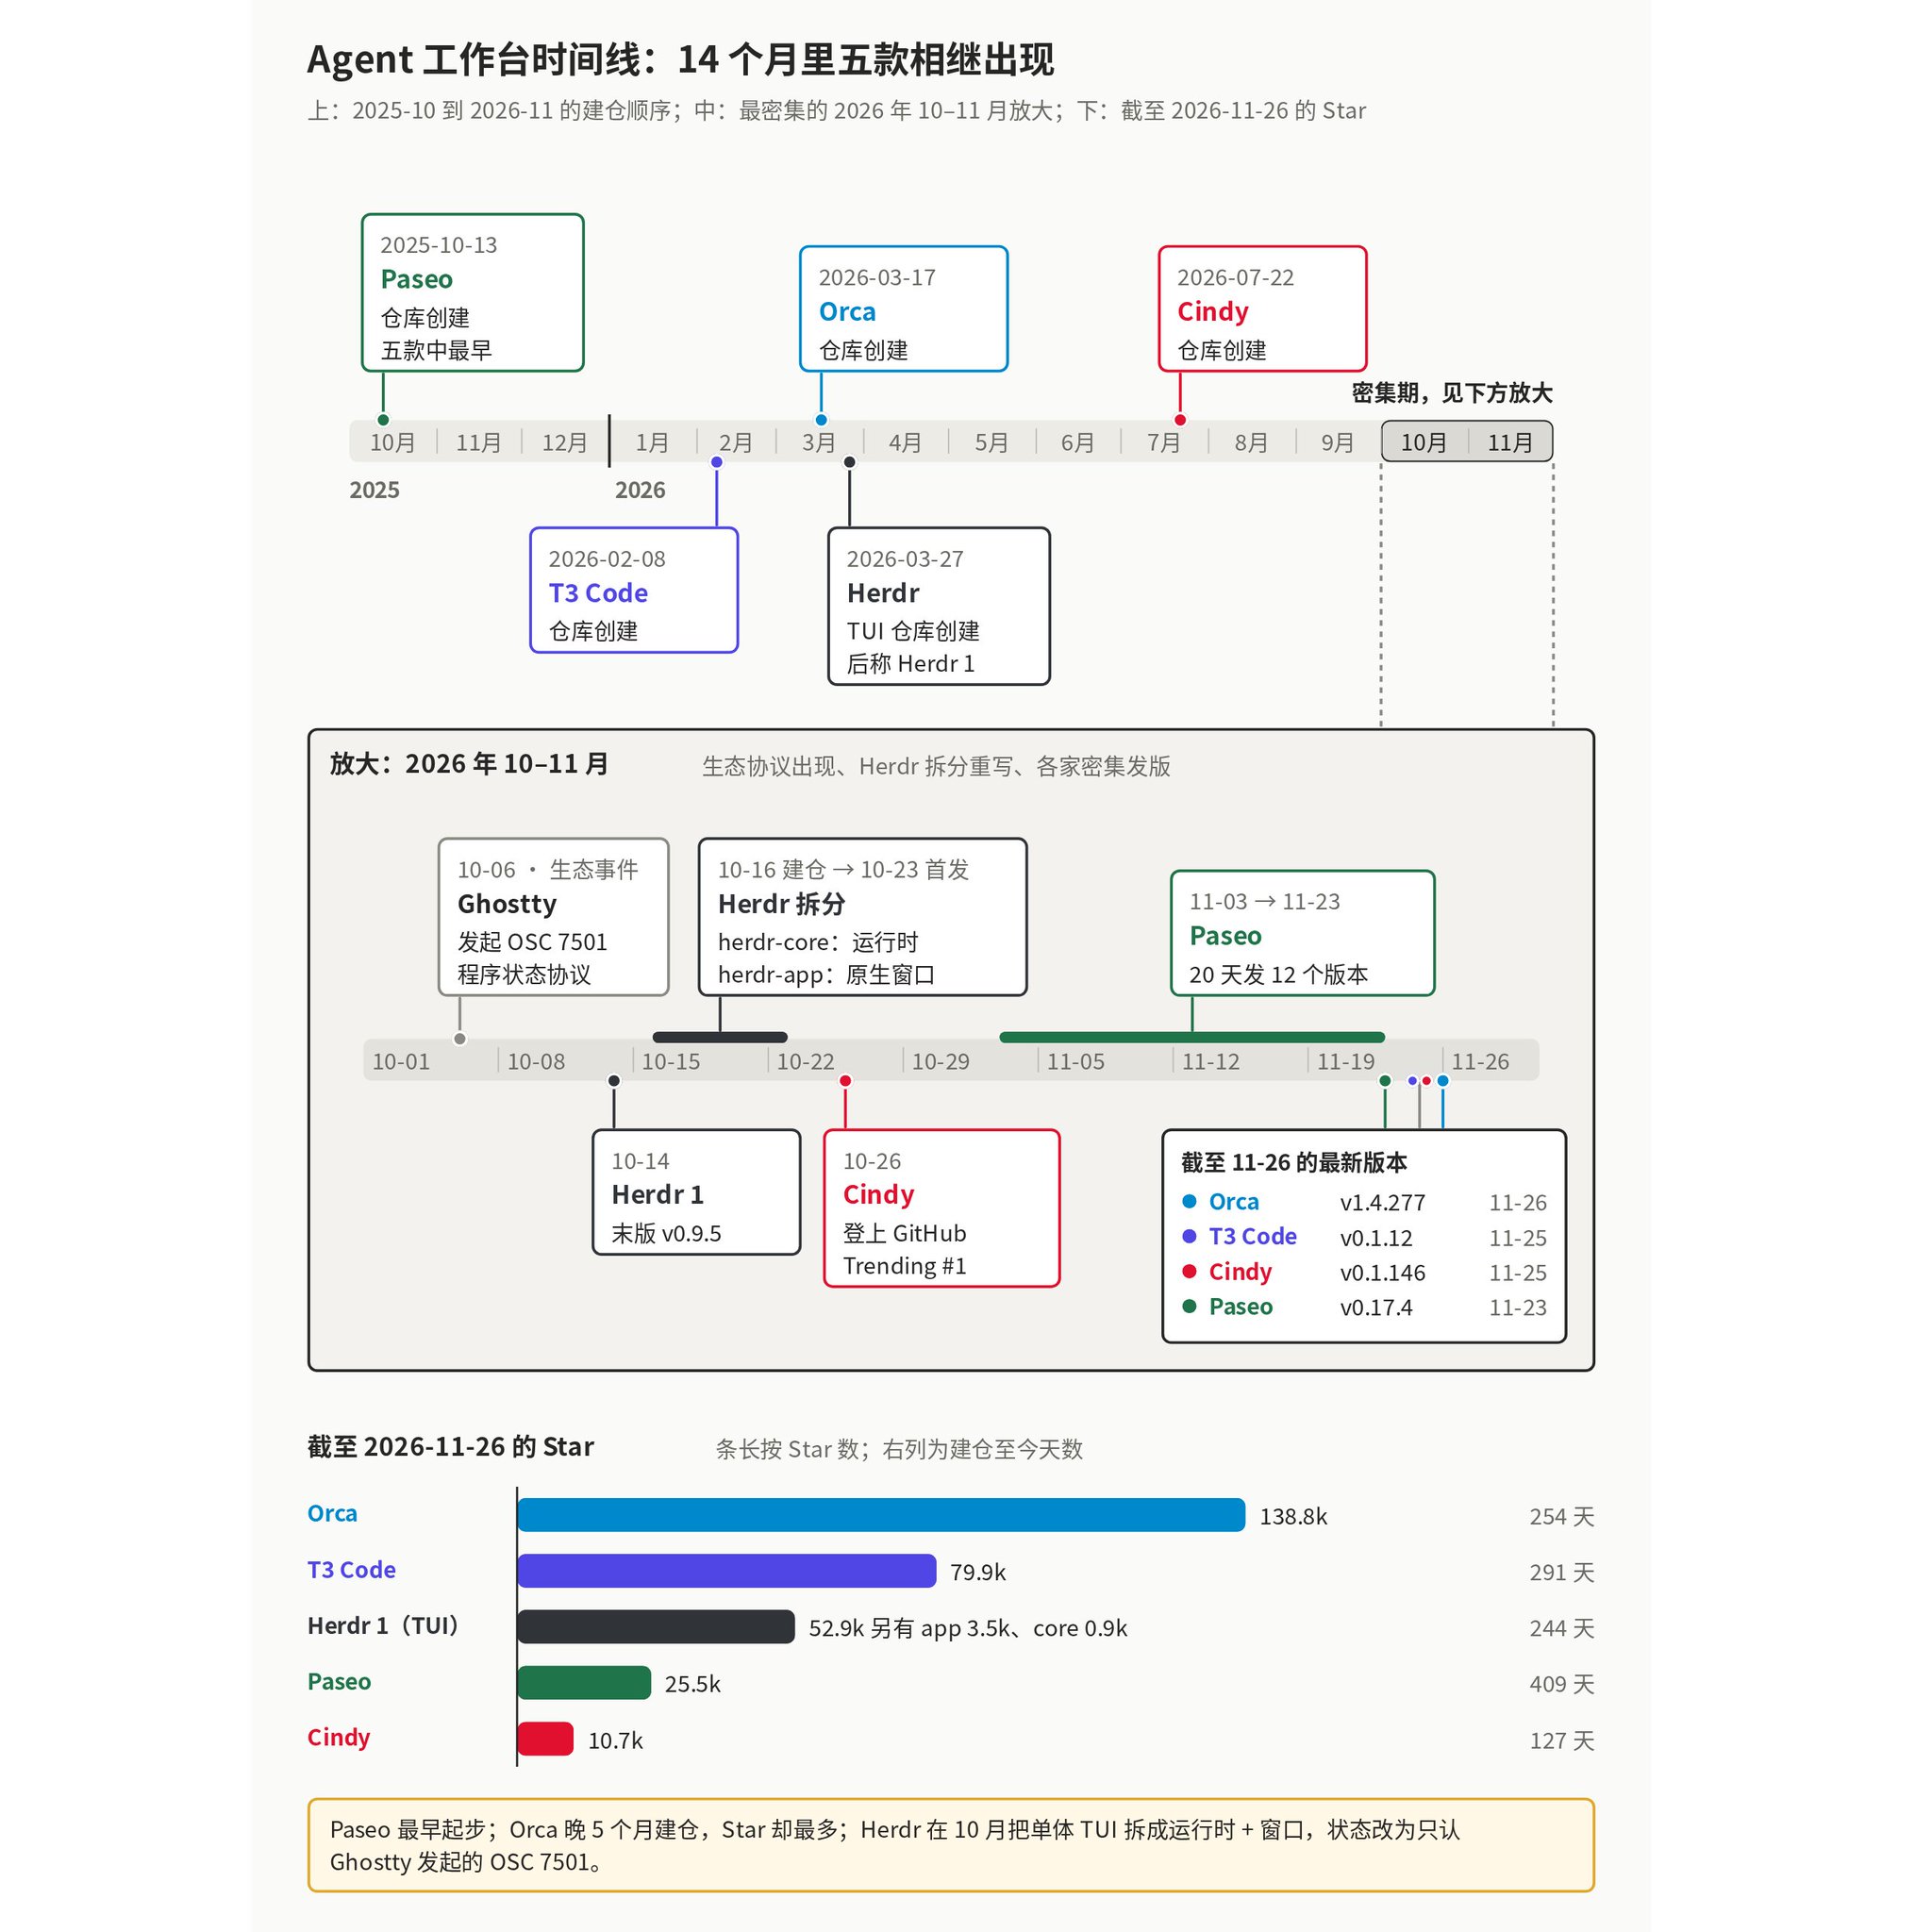 Agent 工作台时间线：14 个月里五款相继出现
上：2025-10 到 2026-11 的建仓顺序；中：最密集的 2026 年 10–11 月放大；下：截至 2026-11-26 的 Star
2025-10-13
Paseo
仓库创建
五款中最早
2026-03-17
Orca
仓库创建
2026-07-22
Cindy
仓库创建
密集期，见下方放大
10月 11月 12月 1月 2月 3月 4月 5月 6月 7月 8月 9月 10月 11月
2025 2026
2026-02-08
T3 Code
仓库创建
2026-03-27
Herdr
TUI 仓库创建
后称 Herdr 1
放大：2026 年 10–11 月 生态协议出现、Herdr 拆分重写、各家密集发版
10-06 · 生态事件
Ghostty
发起 OSC 7501
程序状态协议
10-16 建仓 → 10-23 首发
Herdr 拆分
herdr-core：运行时
herdr-app：原生窗口
11-03 → 11-23
Paseo
20 天发 12 个版本
10-01 10-08 10-15 10-22 10-29 11-05 11-12 11-19 11-26
10-14
Herdr 1
末版 v0.9.5
10-26
Cindy
登上 GitHub
Trending #1
截至 11-26 的最新版本
Orca v1.4.277 11-26
T3 Code v0.1.12 11-25
Cindy v0.1.146 11-25
Paseo v0.17.4 11-23
截至 2026-11-26 的 Star 条长按 Star 数；右列为建仓至今天数
Orca 138.8k 254 天
T3 Code 79.9k 291 天
Herdr 1（TUI） 52.9k 另有 app 3.5k、core 0.9k 244 天
Paseo 25.5k 409 天
Cindy 10.7k 127 天
Paseo 最早起步；Orca 晚 5 个月建仓，Star 却最多；Herdr 在 10 月把单体 TUI 拆成运行时 + 窗口，状态改为只认
Ghostty 发起的 OSC 7501。